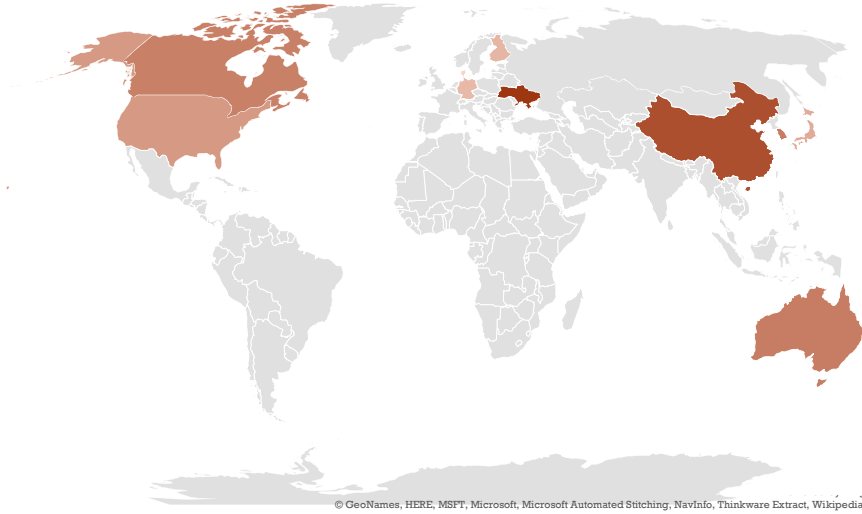 © GeoNames, HERE, MSFT, Microsoft, Microsoft Automated Stitching, NavInfo, Thinkware Extract, Wikipedia